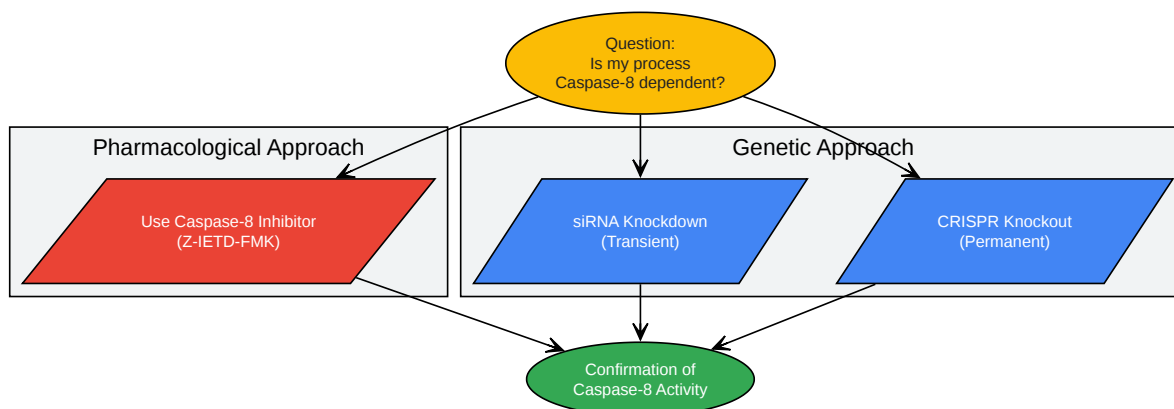 Question:
Is my process
Caspase-8 dependent?
Pharmacological Approach
Genetic Approach
Use Caspase-8 Inhibitor
(Z-IETD-FMK)
siRNA Knockdown
(Transient)
CRISPR Knockout
(Permanent)
Confirmation of
Caspase-8 Activity